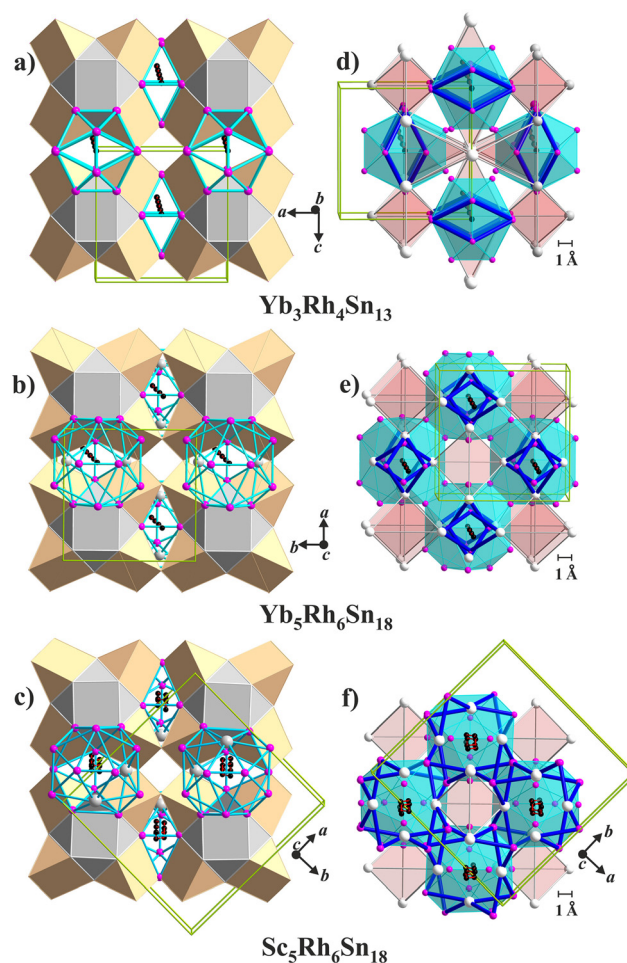 a)
d)
a b
c
1 Å
Yb3Rh4Sn13
b)
e)
a
b
c
1 Å
Yb5Rh6Sn18
c)
f)
a
c
b
b
c
a
1 Å
Sc5Rh6Sn18